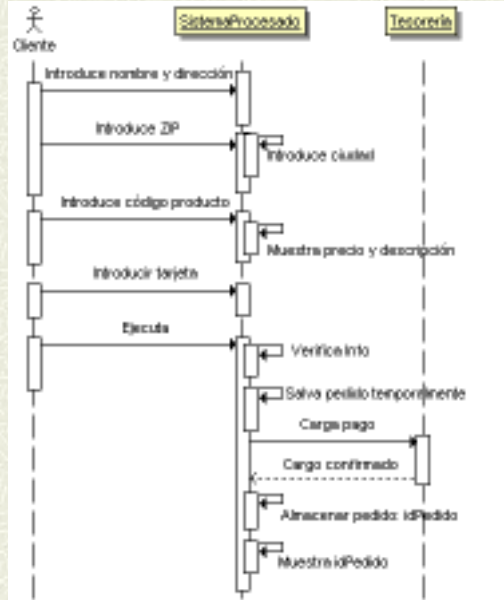 Cliente
SistemaProcesado
Tesorería
Introduce nombre y dirección
Introduce ZIP
Introduce ciudad
Introduce código producto
Muestra precio y descripción
Introducir tarjeta
Ejecuta
Verifica info
Salva pedido temporalmente
Carga pago
Cargo confirmado
Almacenar pedido: idPedido
Muestra idPedido